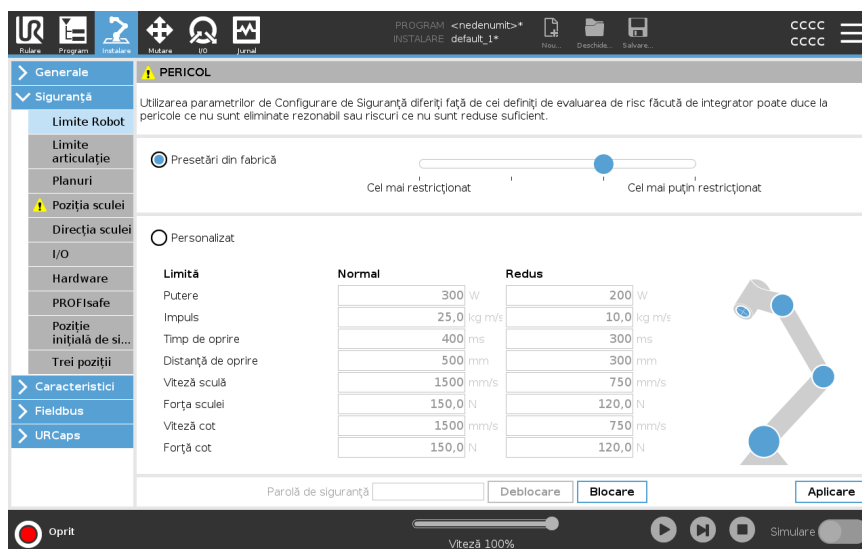 Rulare
Program
Instalare
Mutare
I/O
Jurnal
PROGRAM <nedenumit>*
INSTALARE default_1*
Nou...
Deschide...
Salvare...
cccc
cccc
Generale
Siguranță
Limite Robot
Limite
articulație
Planuri
Poziția sculei
Direcția sculei
I/O
Hardware
PROFIsafe
Poziție
inițială de si...
Trei poziții
Caracteristici
Fieldbus
URCaps
PERICOL
Utilizarea parametrilor de Configurare de Siguranță diferiți față de cei definiți de evaluarea de risc făcută de integrator poate duce la
pericole ce nu sunt eliminate rezonabil sau riscuri ce nu sunt reduse suficient.
Presetări din fabrică
Cel mai restricționat
Cel mai puțin restricționat
Personalizat
Limită Normal Redus
Putere 300 W 200 W
Impuls 25,0 kg m/s 10,0 kg m/s
Timp de oprire 400 ms 300 ms
Distanță de oprire 500 mm 300 mm
Viteză sculă 1500 mm/s 750 mm/s
Forța sculei 150,0 N 120,0 N
Viteză cot 1500 mm/s 750 mm/s
Forță cot 150,0 N 120,0 N
Parolă de siguranță
Deblocare
Blocare
Aplicare
Oprit
Viteză 100%
Simulare